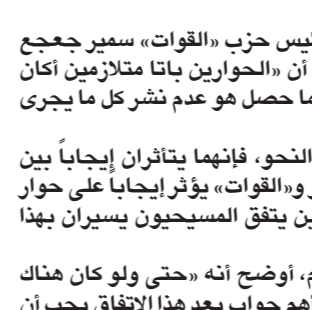 ئيس حزب «القوات» سمير جعجع
أن «الحوارين باتا متلازمين أكان
ما حصل هو عدم نشر كل ما يجرى
النحو، فإنهما يتأثران إيجاباً بين
و«القوات» يؤثر إيجاباً على حوار
ين يتفق المسيحيون يسيران بهذا
م، أوضح أنه «حتى ولو كان هناك
أهم جواب بعد هذا الاتفاق يجب أن